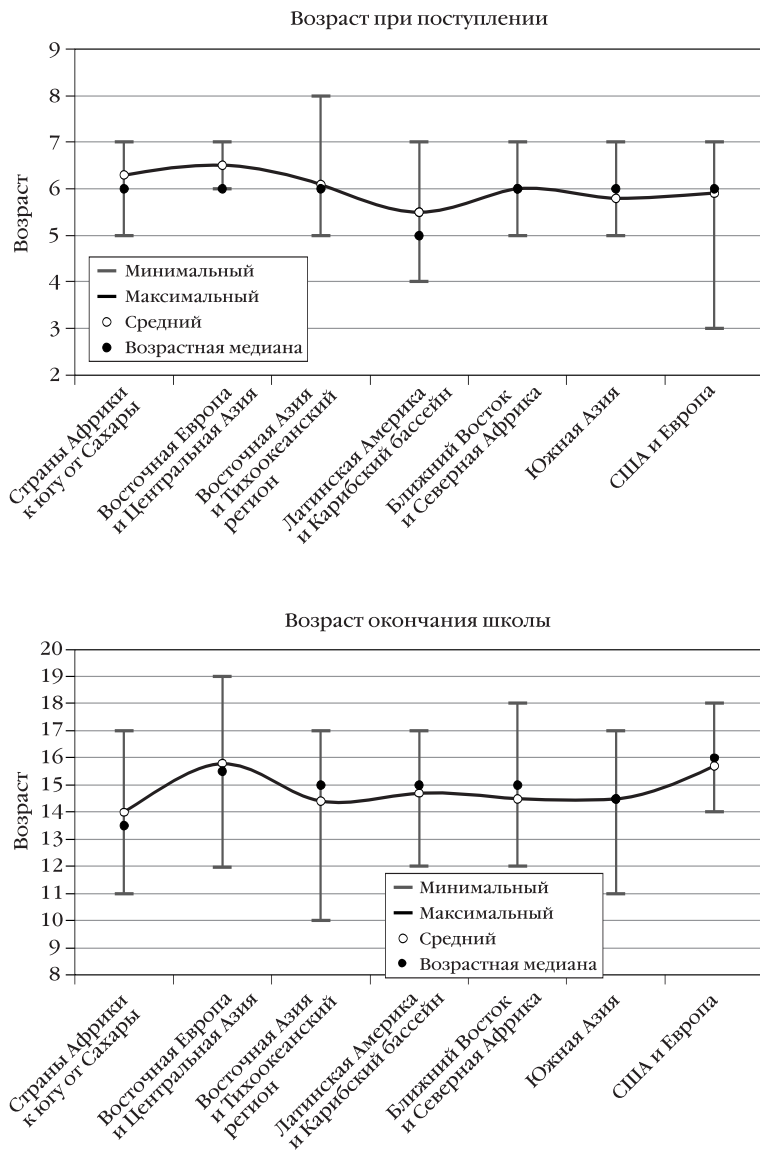 Возраст при поступлении
9
8
7
6
5
4
3
2
Возраст
Минимальный
Максимальный
Средний
Возрастная медиана
Страны Африки
к югу от Сахары
Восточная Европа
и Центральная Азия
Восточная Азия
и Тихоокеанский
регион
Латинская Америка
и Карибский бассейн
Ближний Восток
и Северная Африка
Южная Азия
США и Европа
Возраст окончания школы
20
19
18
17
16
15
14
13
12
11
10
9
8
Возраст
Минимальный
Максимальный
Средний
Возрастная медиана
Страны Африки
к югу от Сахары
Восточная Европа
и Центральная Азия
Восточная Азия
и Тихоокеанский
регион
Латинская Америка
и Карибский бассейн
Ближний Восток
и Северная Африка
Южная Азия
США и Европа